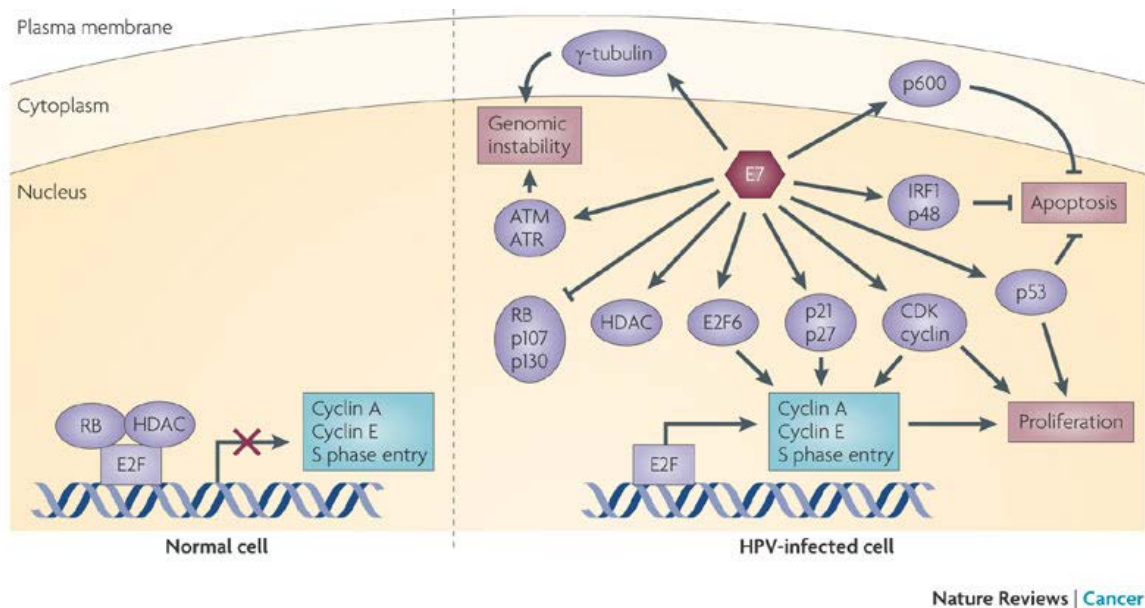 Plasma membrane
Cytoplasm
Nucleus
γ-tubulin
p600
Genomic
instability
E7
IRF1
p48
Apoptosis
ATM
ATR
p53
RB
p107
p130
HDAC
E2F6
p21
p27
CDK
cyclin
RB
HDAC
E2F
Cyclin A
Cyclin E
S phase entry
E2F
Cyclin A
Cyclin E
S phase entry
Proliferation
Normal cell
HPV-infected cell
Nature Reviews | Cancer